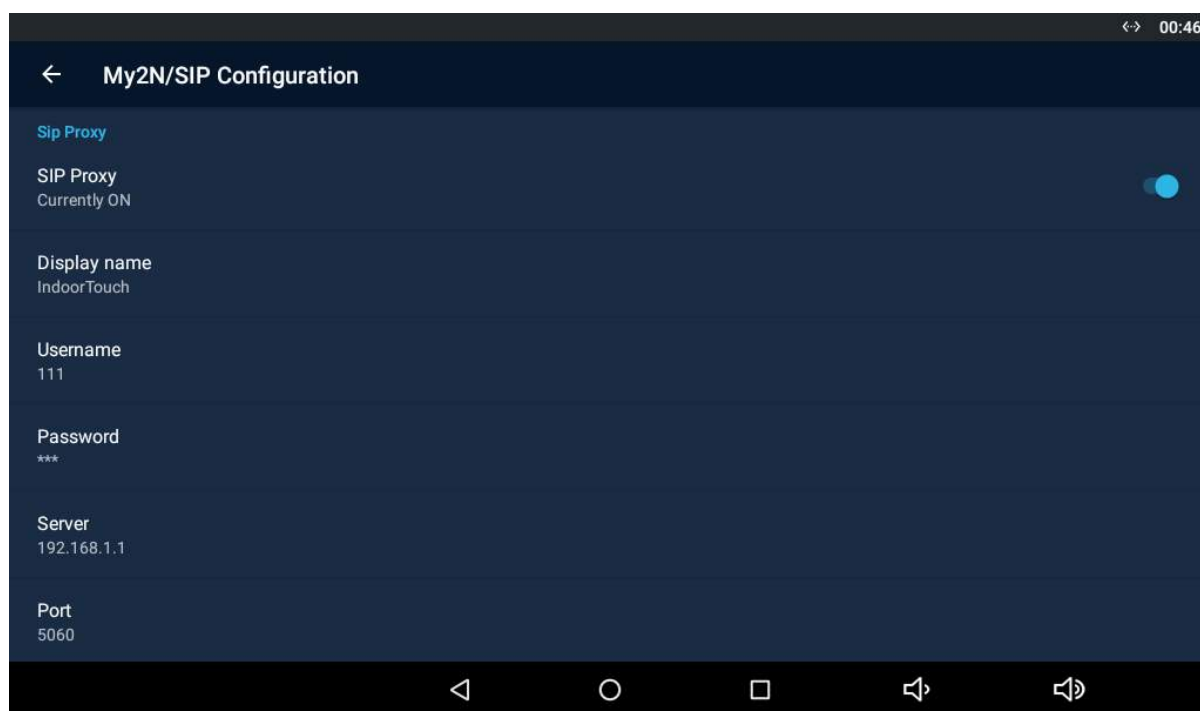 00:46
My2N/SIP Configuration
Sip Proxy
SIP Proxy
Currently ON
Display name
IndoorTouch
Username
111
Password
***
Server
192.168.1.1
Port
5060